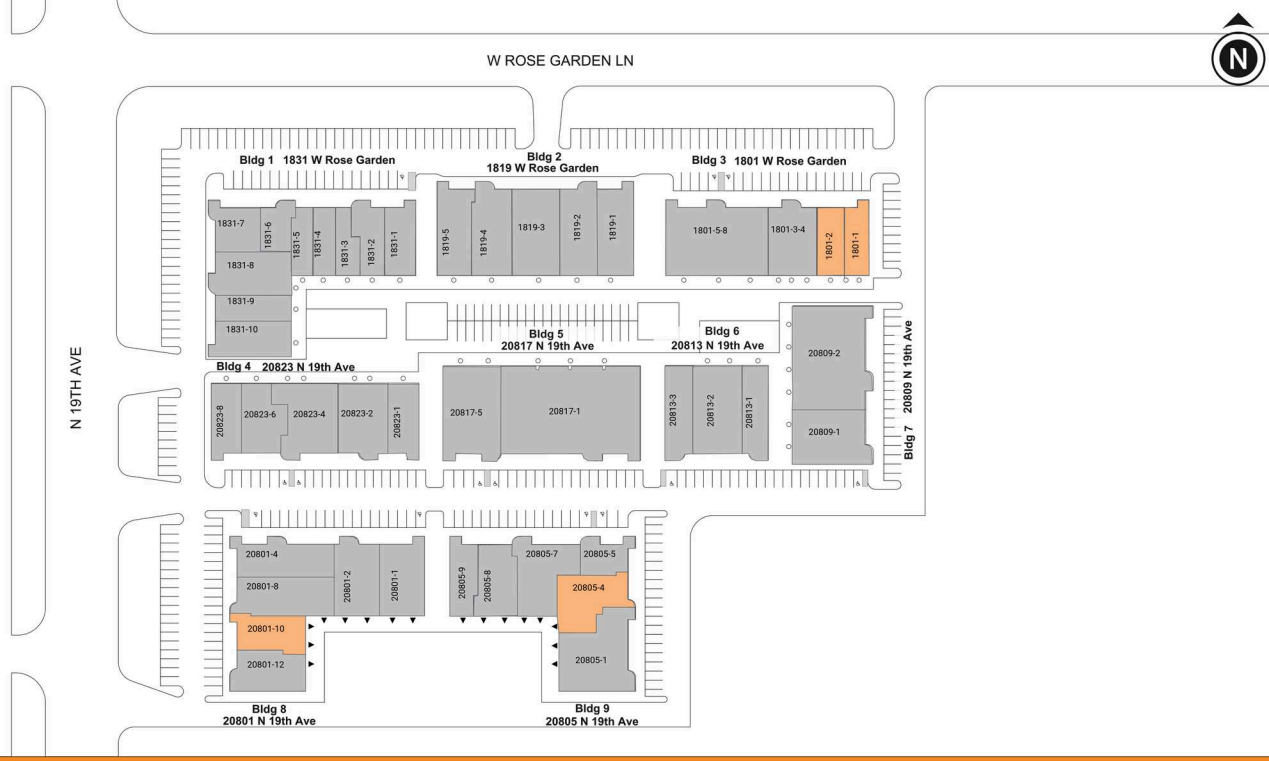 W ROSE GARDEN LN
N
N 19TH AVE
Bldg 1 1831 W Rose Garden
Bldg 2
1819 W Rose Garden
Bldg 3 1801 W Rose Garden
1831-7
1831-6
1831-5
1831-4
1831-3
1831-2
1831-1
1831-8
1831-9
1831-10
1819-5
1819-4
1819-3
1819-2
1819-1
1801-5-8
1801-3-4
1801-2
1801-1
Bldg 4 20823 N 19th Ave
Bldg 5
20817 N 19th Ave
Bldg 6
20813 N 19th Ave
Bldg 7 20809 N 19th Ave
20823-8
20823-6
20823-4
20823-2
20823-1
20817-5
20817-1
20813-3
20813-2
20813-1
20809-2
20809-1
20801-4
20801-8
20801-2
20801-1
20801-10
20801-12
20805-9
20805-8
20805-7
20805-5
20805-4
20805-1
Bldg 8
20801 N 19th Ave
Bldg 9
20805 N 19th Ave